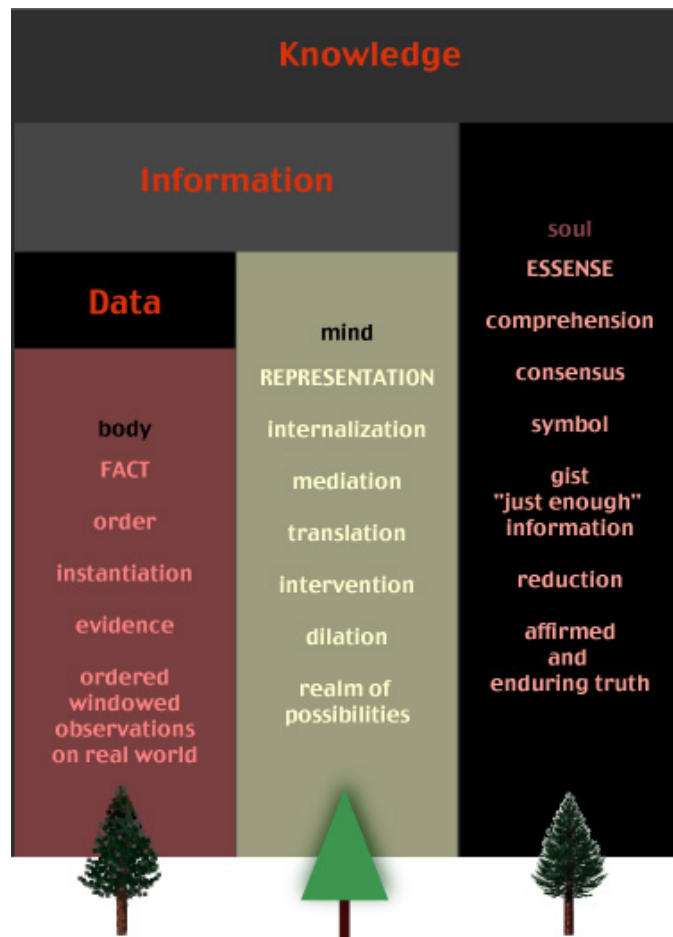 Knowledge
Information
Data
body
FACT
order
instantiation
evidence
ordered
windowed
observations
on real world
mind
REPRESENTATION
internalization
mediation
translation
intervention
dilation
realm of
possibilities
soul
ESSENSE
comprehension
consensus
symbol
gist
"just enough"
information
reduction
affirmed
and
enduring truth